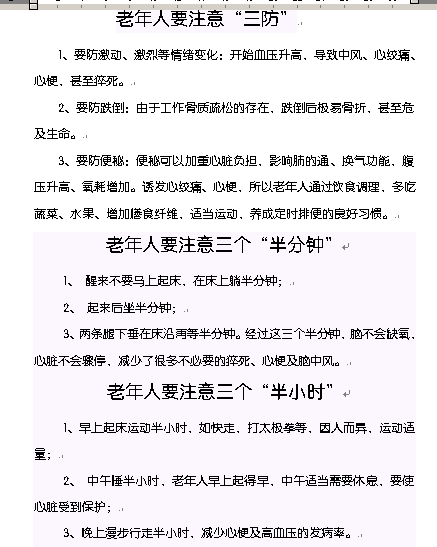 老年人要注意“三防”
1、要防激动、激烈等情绪变化：开始血压升高、导致中风、心绞痛、
心梗，甚至猝死。
2、要防跌倒：由于工作骨质疏松的存在，跌倒后极易骨折，甚至危
及生命。
3、要防便秘：便秘可以加重心脏负担，影响肺的通、换气功能，腹
压升高、氧耗增加。诱发心绞痛、心梗，所以老年人通过饮食调理，多吃
蔬菜、水果、增加膳食纤维，适当运动，养成定时排便的良好习惯。
老年人要注意三个“半分钟”
1、 醒来不要马上起床，在床上躺半分钟；
2、 起来后坐半分钟；
3、两条腿下垂在床沿再等半分钟。经过这三个半分钟，脑不会缺氧，
心脏不会骤停，减少了很多不必要的猝死、心梗及脑中风。
老年人要注意三个“半小时”
1、早上起床运动半小时，如快走，打太极拳等，因人而异，运动适
量；
2、 中午睡半小时，老年人早上起得早，中午适当需要休息，要使
心脏受到保护；
3、晚上漫步行走半小时，减少心梗及高血压的发病率。